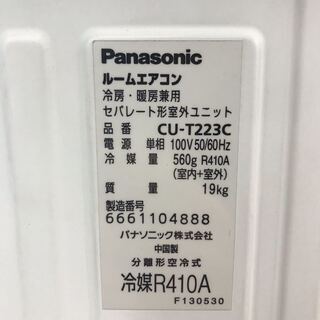 Panasonic
ルームエアコン
冷房・暖房兼用
セパレート形室外ユニット
品番 CU-T223C
電源 単相 100V 50/60Hz
冷媒量 560g R410A
(室内+室外)
質量 19kg
製造番号
6661104888
パナソニック株式会社
中国製
分離形空冷式
冷媒R410A
F130530